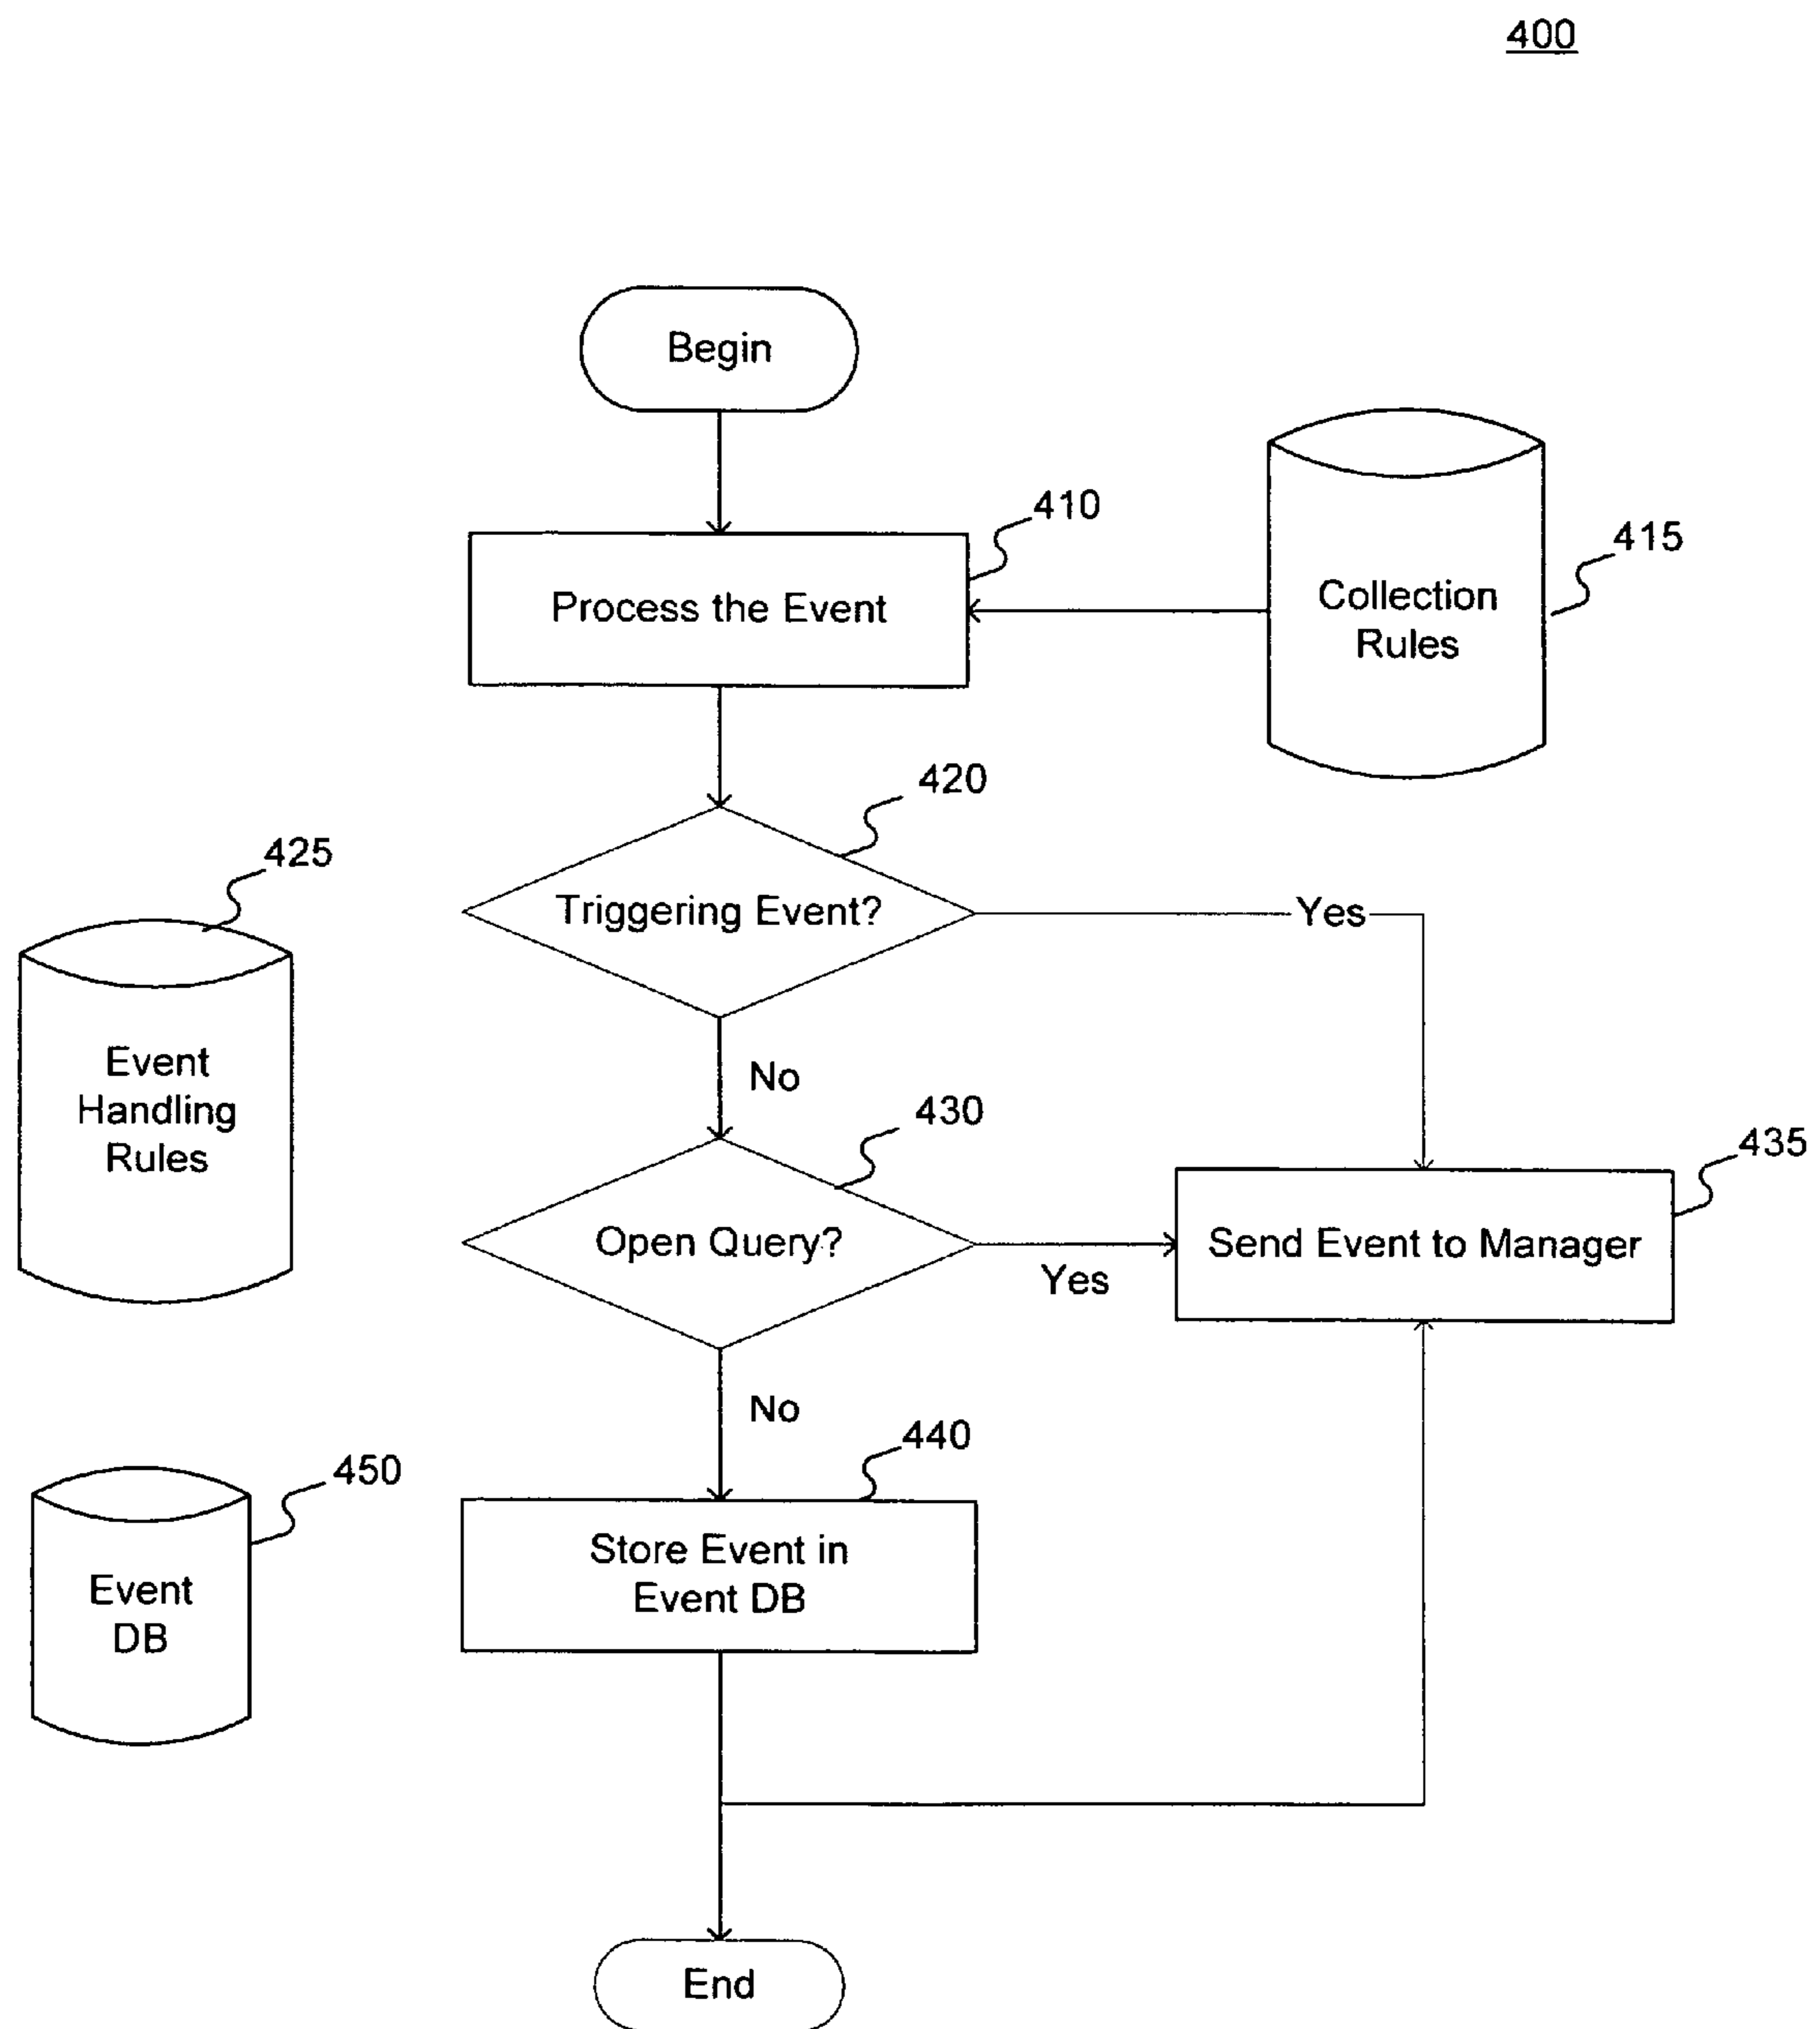 400
Begin
410
Process the Event
415
Collection
Rules
420
Triggering Event?
Yes
425
Event
Handling
Rules
No
430
Open Query?
Yes
435
Send Event to Manager
No
440
Store Event in
Event DB
450
Event
DB
End